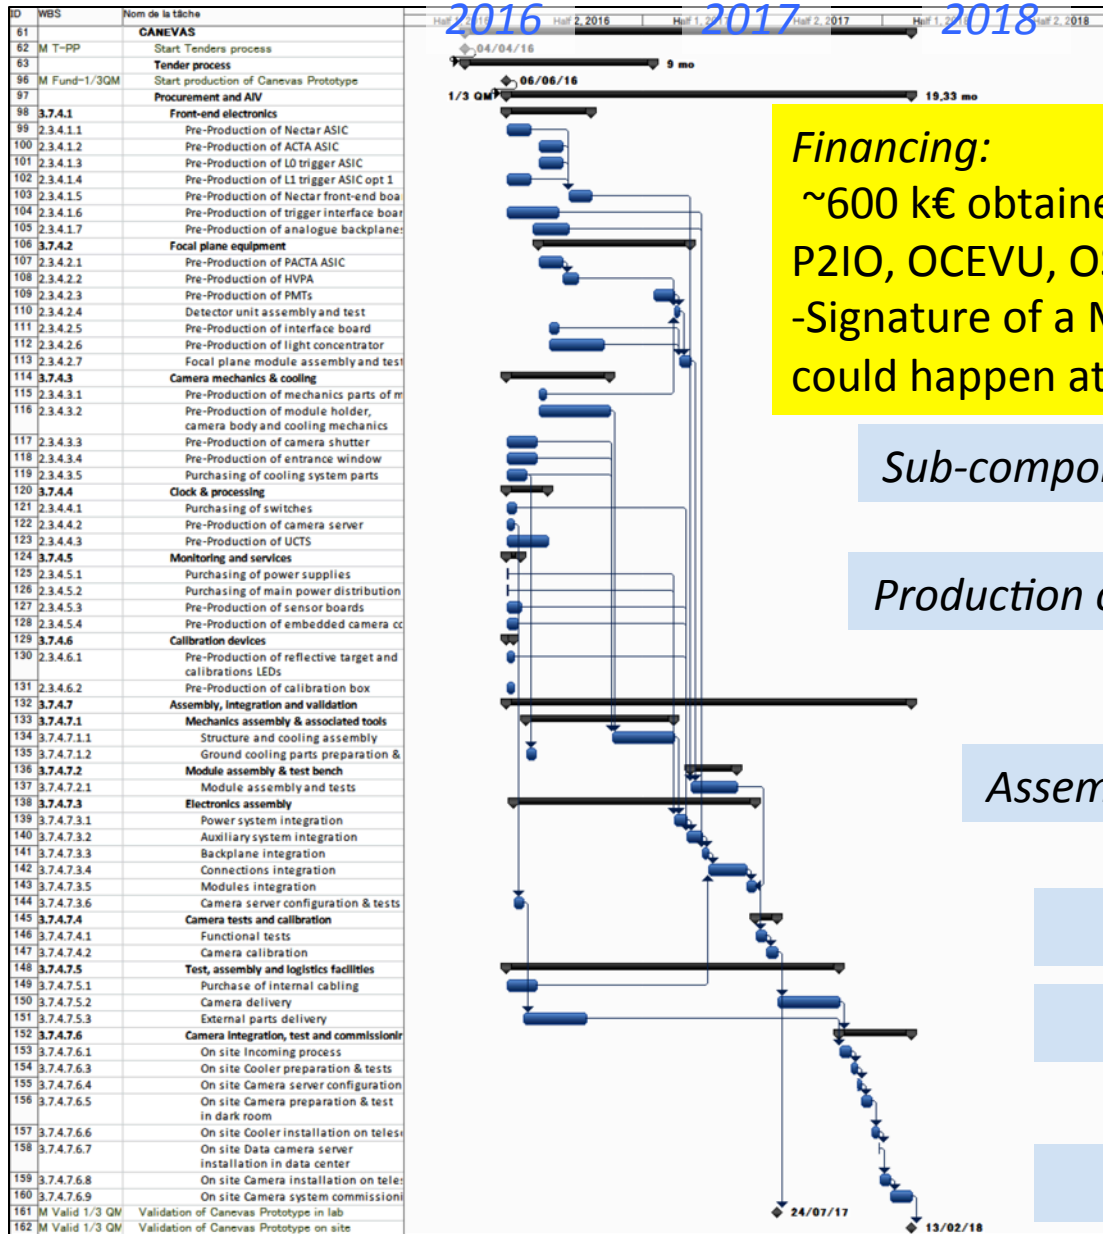 ID WBS Nom de la tâche 2016 Half 2, 2016 2017 Half 2, 2017 2018 Half 2, 2018
61 CANEVAS
62 M T-PP Start Tenders process 04/04/16
63 Tender process 9 mo
96 M Fund-1/3QM Start production of Canevas Prototype 06/06/16
97 Procurement and AIV 1/3 QM 19,33 mo
98 3.7.4.1 Front-end electronics
99 2.3.4.1.1 Pre-Production of Nectar ASIC
100 2.3.4.1.2 Pre-Production of ACTA ASIC
101 2.3.4.1.3 Pre-Production of L0 trigger ASIC
102 2.3.4.1.4 Pre-Production of L1 trigger ASIC opt 1
103 2.3.4.1.5 Pre-Production of Nectar front-end boa
104 2.3.4.1.6 Pre-Production of trigger interface boar
105 2.3.4.1.7 Pre-Production of analogue backplane
106 3.7.4.2 Focal plane equipment
107 2.3.4.2.1 Pre-Production of PACTA ASIC
108 2.3.4.2.2 Pre-Production of HVPA
109 2.3.4.2.3 Pre-Production of PMTs
110 2.3.4.2.4 Detector unit assembly and test
111 2.3.4.2.5 Pre-Production of interface board
112 2.3.4.2.6 Pre-Production of light concentrator
113 2.3.4.2.7 Focal plane module assembly and test
114 3.7.4.3 Camera mechanics & cooling
115 2.3.4.3.1 Pre-Production of mechanics parts of m
116 2.3.4.3.2 Pre-Production of module holder,
camera body and cooling mechanics
117 2.3.4.3.3 Pre-Production of camera shutter
118 2.3.4.3.4 Pre-Production of entrance window
119 2.3.4.3.5 Purchasing of cooling system parts
120 3.7.4.4 Clock & processing
121 2.3.4.4.1 Purchasing of switches
122 2.3.4.4.2 Pre-Production of camera server
123 2.3.4.4.3 Pre-Production of UCTS
124 3.7.4.5 Monitoring and services
125 2.3.4.5.1 Purchasing of power supplies
126 2.3.4.5.2 Purchasing of main power distribution
127 2.3.4.5.3 Pre-Production of sensor boards
128 2.3.4.5.4 Pre-Production of embedded camera cc
129 3.7.4.6 Calibration devices
130 2.3.4.6.1 Pre-Production of reflective target and
calibrations LEDs
131 2.3.4.6.2 Pre-Production of calibration box
132 3.7.4.7 Assembly, integration and validation
133 3.7.4.7.1 Mechanics assembly & associated tools
134 3.7.4.7.1.1 Structure and cooling assembly
135 3.7.4.7.1.2 Ground cooling parts preparation &
136 3.7.4.7.2 Module assembly & test bench
137 3.7.4.7.2.1 Module assembly and tests
138 3.7.4.7.3 Electronics assembly
139 3.7.4.7.3.1 Power system integration
140 3.7.4.7.3.2 Auxiliary system integration
141 3.7.4.7.3.3 Backplane integration
142 3.7.4.7.3.4 Connections integration
143 3.7.4.7.3.5 Modules integration
144 3.7.4.7.3.6 Camera server configuration & tests
145 3.7.4.7.4 Camera tests and calibration
146 3.7.4.7.4.1 Functional tests
147 3.7.4.7.4.2 Camera calibration
148 3.7.4.7.5 Test, assembly and logistics facilities
149 3.7.4.7.5.1 Purchase of internal cabling
150 3.7.4.7.5.2 Camera delivery
151 3.7.4.7.5.3 External parts delivery
152 3.7.4.7.6 Camera integration, test and commissionir
153 3.7.4.7.6.1 On site Incoming process
154 3.7.4.7.6.3 On site Cooler preparation & tests
155 3.7.4.7.6.4 On site Camera server configuration
156 3.7.4.7.6.5 On site Camera preparation & test
in dark room
157 3.7.4.7.6.6 On site Cooler installation on teles
158 3.7.4.7.6.7 On site Data camera server
installation in data center
159 3.7.4.7.6.8 On site Camera installation on tele
160 3.7.4.7.6.9 On site Camera system commissioni
161 M Valid 1/3 QM Validation of Canevas Prototype in lab 24/07/17
162 M Valid 1/3 QM Validation of Canevas Prototype on site 13/02/18
Financing:
~600 k€ obtaine
P2IO, OCEVU, O
-Signature of a M
could happen at
Sub-compo
Production
Assem